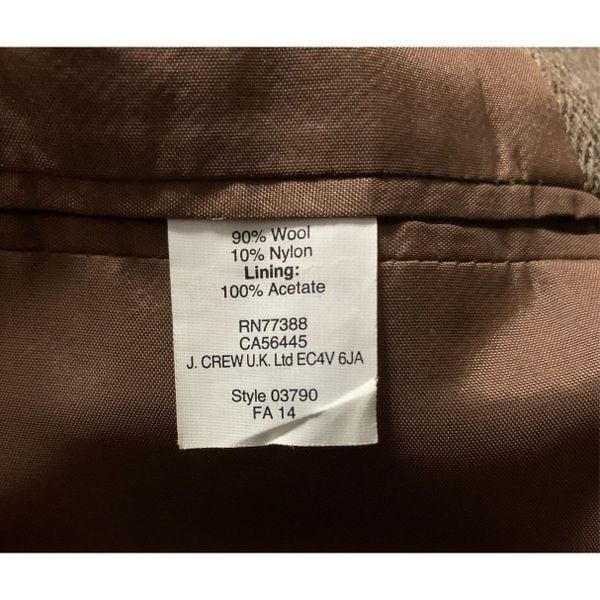 90% Wool
10% Nylon
Lining:
100% Acetate
RN77388
CA56445
J. CREW U.K. Ltd EC4V 6JA
Style 03790
FA 14